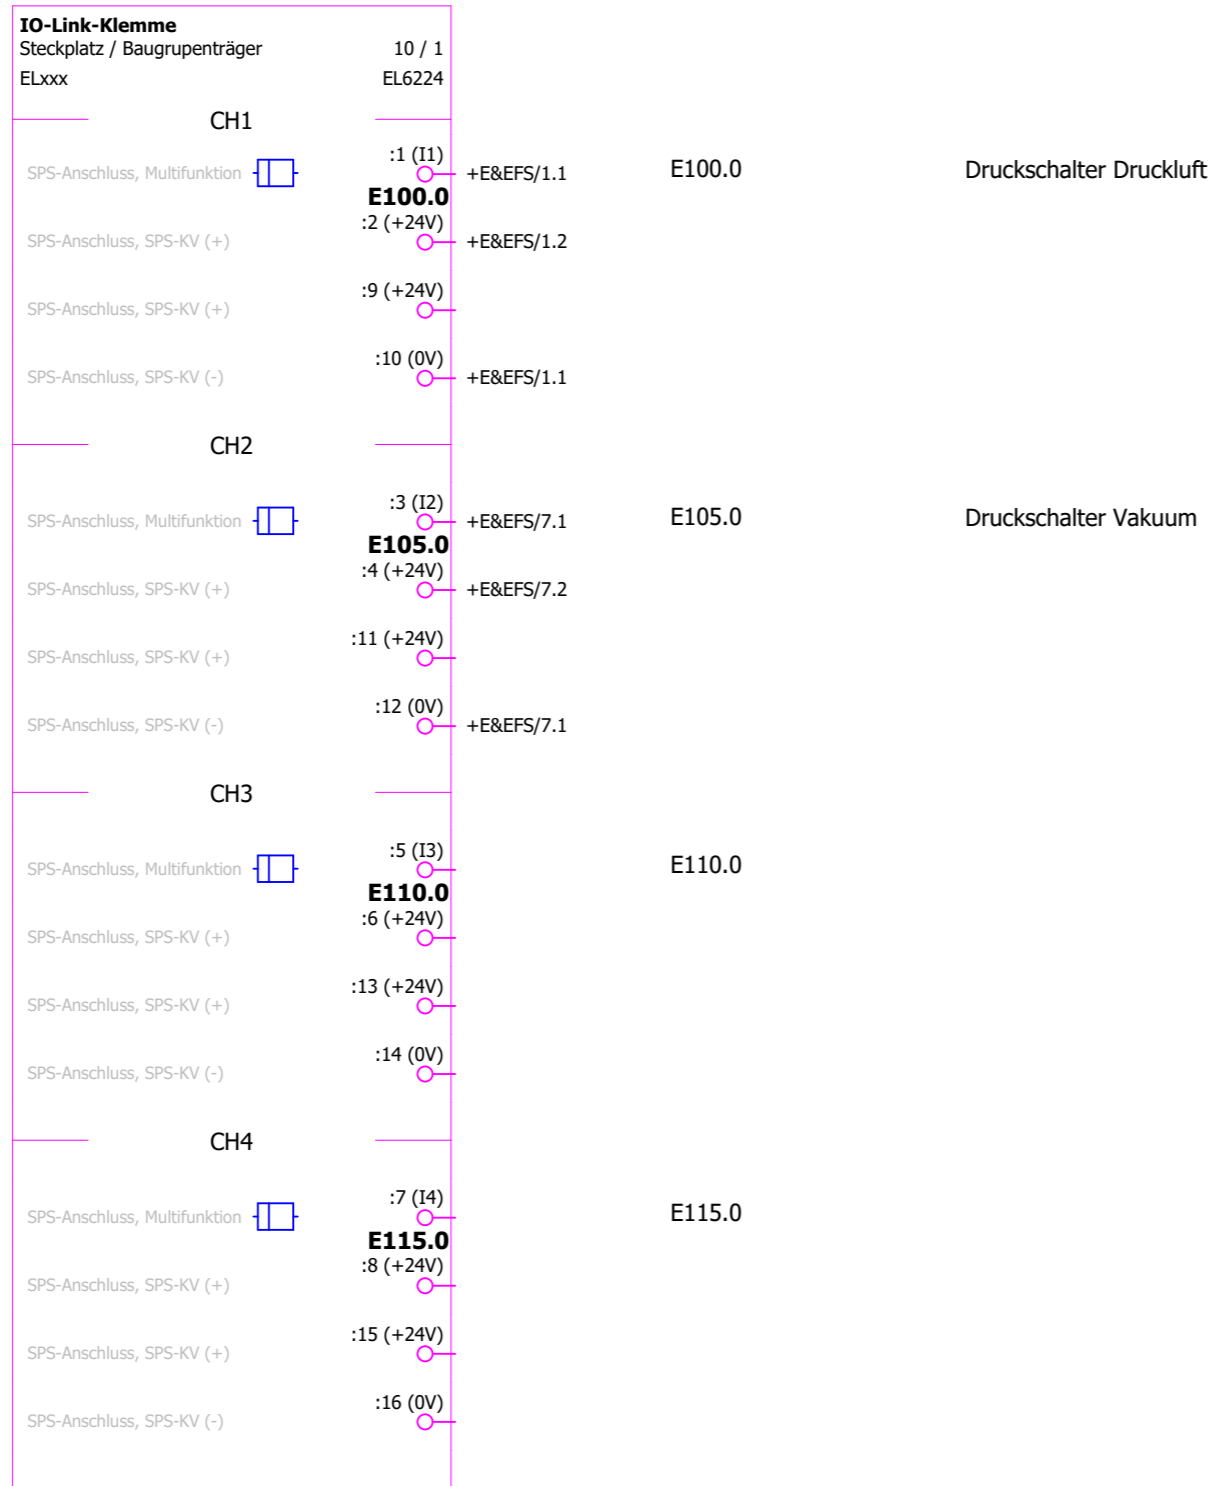 IO-Link-Klemme
Steckplatz / Baugrupenträger 10 / 1
ELxxx EL6224
CH1
SPS-Anschluss, Multifunktion :1 (I1) +E&EFS/1.1 E100.0 Druckschalter Druckluft
E100.0
SPS-Anschluss, SPS-KV (+) :2 (+24V) +E&EFS/1.2
SPS-Anschluss, SPS-KV (+) :9 (+24V)
SPS-Anschluss, SPS-KV (-) :10 (0V) +E&EFS/1.1
CH2
SPS-Anschluss, Multifunktion :3 (I2) +E&EFS/7.1 E105.0 Druckschalter Vakuum
E105.0
SPS-Anschluss, SPS-KV (+) :4 (+24V) +E&EFS/7.2
SPS-Anschluss, SPS-KV (+) :11 (+24V)
SPS-Anschluss, SPS-KV (-) :12 (0V) +E&EFS/7.1
CH3
SPS-Anschluss, Multifunktion :5 (I3) E110.0
E110.0
SPS-Anschluss, SPS-KV (+) :6 (+24V)
SPS-Anschluss, SPS-KV (+) :13 (+24V)
SPS-Anschluss, SPS-KV (-) :14 (0V)
CH4
SPS-Anschluss, Multifunktion :7 (I4) E115.0
E115.0
SPS-Anschluss, SPS-KV (+) :8 (+24V)
SPS-Anschluss, SPS-KV (+) :15 (+24V)
SPS-Anschluss, SPS-KV (-) :16 (0V)